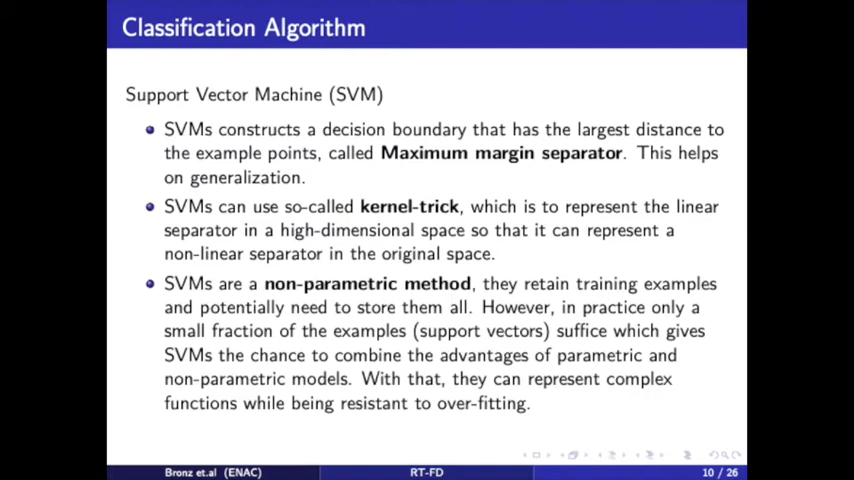 Classification Algorithm
Support Vector Machine (SVM)
SVMs constructs a decision boundary that has the largest distance to
the example points, called Maximum margin separator. This helps
on generalization.
SVMs can use so-called kernel-trick, which is to represent the linear
separator in a high-dimensional space so that it can represent a
non-linear separator in the original space.
SVMs are a non-parametric method, they retain training examples
and potentially need to store them all. However, in practice only a
small fraction of the examples (support vectors) suffice which gives
SVMs the chance to combine the advantages of parametric and
non-parametric models. With that, they can represent complex
functions while being resistant to over-fitting.
Bronz et.al (ENAC) RT-FD 10 / 26